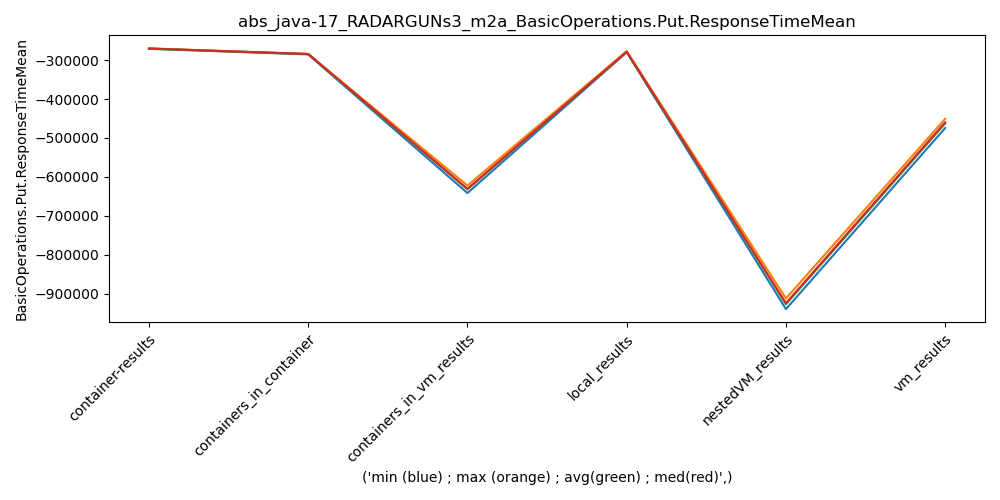 abs_java-17_RADARGUNs3_m2a_BasicOperations.Put.ResponseTimeMean
BasicOperations.Put.ResponseTimeMean
−300000
−400000
−500000
−600000
−700000
−800000
−900000
container-results
containers_in_container
containers_in_vm_results
local_results
nestedVM_results
vm_results
('min (blue) ; max (orange) ; avg(green) ; med(red)',)